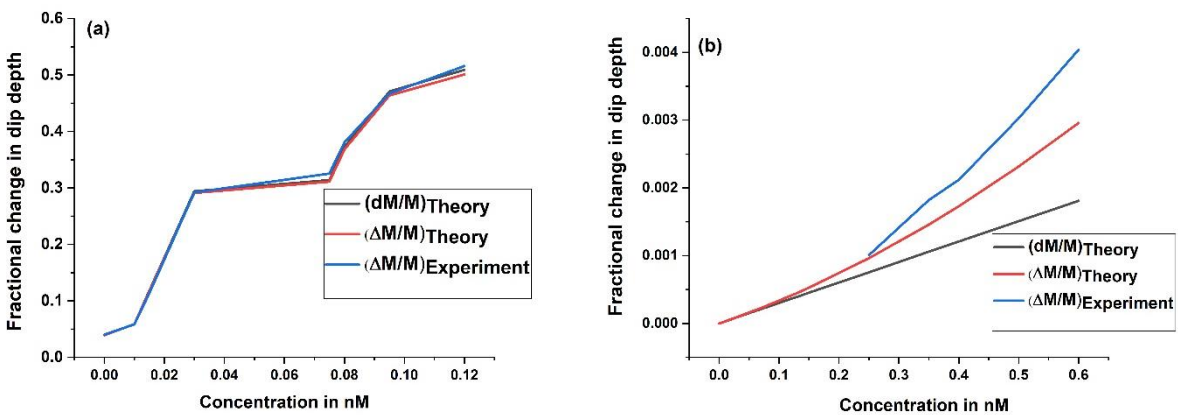 (a)
Fractional change in dip depth
0.6
0.5
0.4
0.3
0.2
0.1
0.0
(dM/M)Theory
(ΔM/M)Theory
(ΔM/M)Experiment
0.00 0.02 0.04 0.06 0.08 0.10 0.12
Concentration in nM
(b)
Fractional change in dip depth
0.004
0.003
0.002
0.001
0.000
(dM/M)Theory
(ΔM/M)Theory
(ΔM/M)Experiment
0.0 0.1 0.2 0.3 0.4 0.5 0.6
Concentration in nM